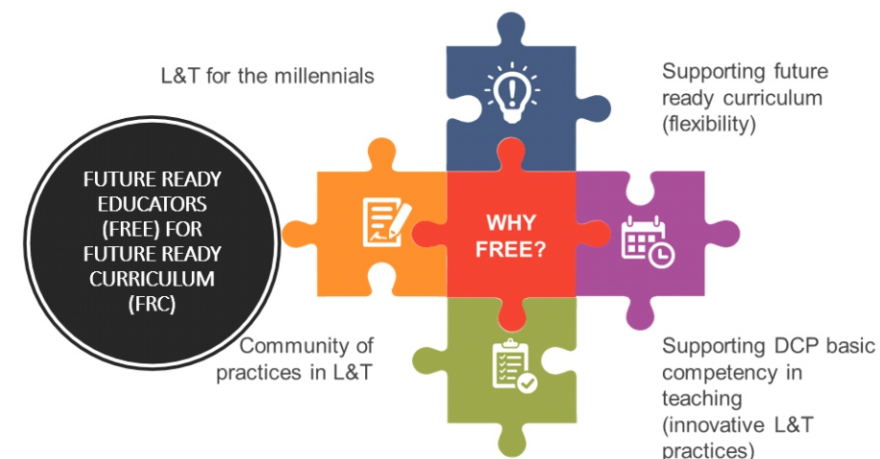 L&T for the millennials
Supporting future
ready curriculum
(flexibility)
FUTURE READY
EDUCATORS
(FREE) FOR
FUTURE READY
CURRICULUM
(FRC)
WHY
FREE?
Community of
practices in L&T
Supporting DCP basic
competency in
teaching
(innovative L&T
practices)